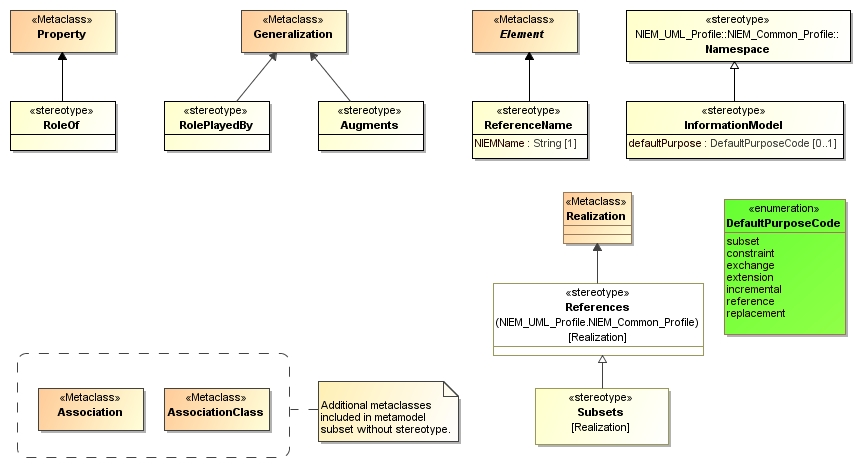 «Metaclass»
Property
«stereotype»
RoleOf
«Metaclass»
Generalization
«stereotype»
RolePlayedBy
«stereotype»
Augments
«Metaclass»
Element
«stereotype»
ReferenceName
NIEMName : String [1]
«stereotype»
NIEM_UML_Profile::NIEM_Common_Profile::
Namespace
«stereotype»
InformationModel
defaultPurpose : DefaultPurposeCode [0..1]
«Metaclass»
Realization
«stereotype»
References
(NIEM_UML_Profile.NIEM_Common_Profile)
[Realization]
«stereotype»
Subsets
[Realization]
«enumeration»
DefaultPurposeCode
subset
constraint
exchange
extension
incremental
reference
replacement
«Metaclass»
Association
«Metaclass»
AssociationClass
Additional metaclasses
included in metamodel
subset without stereotype.